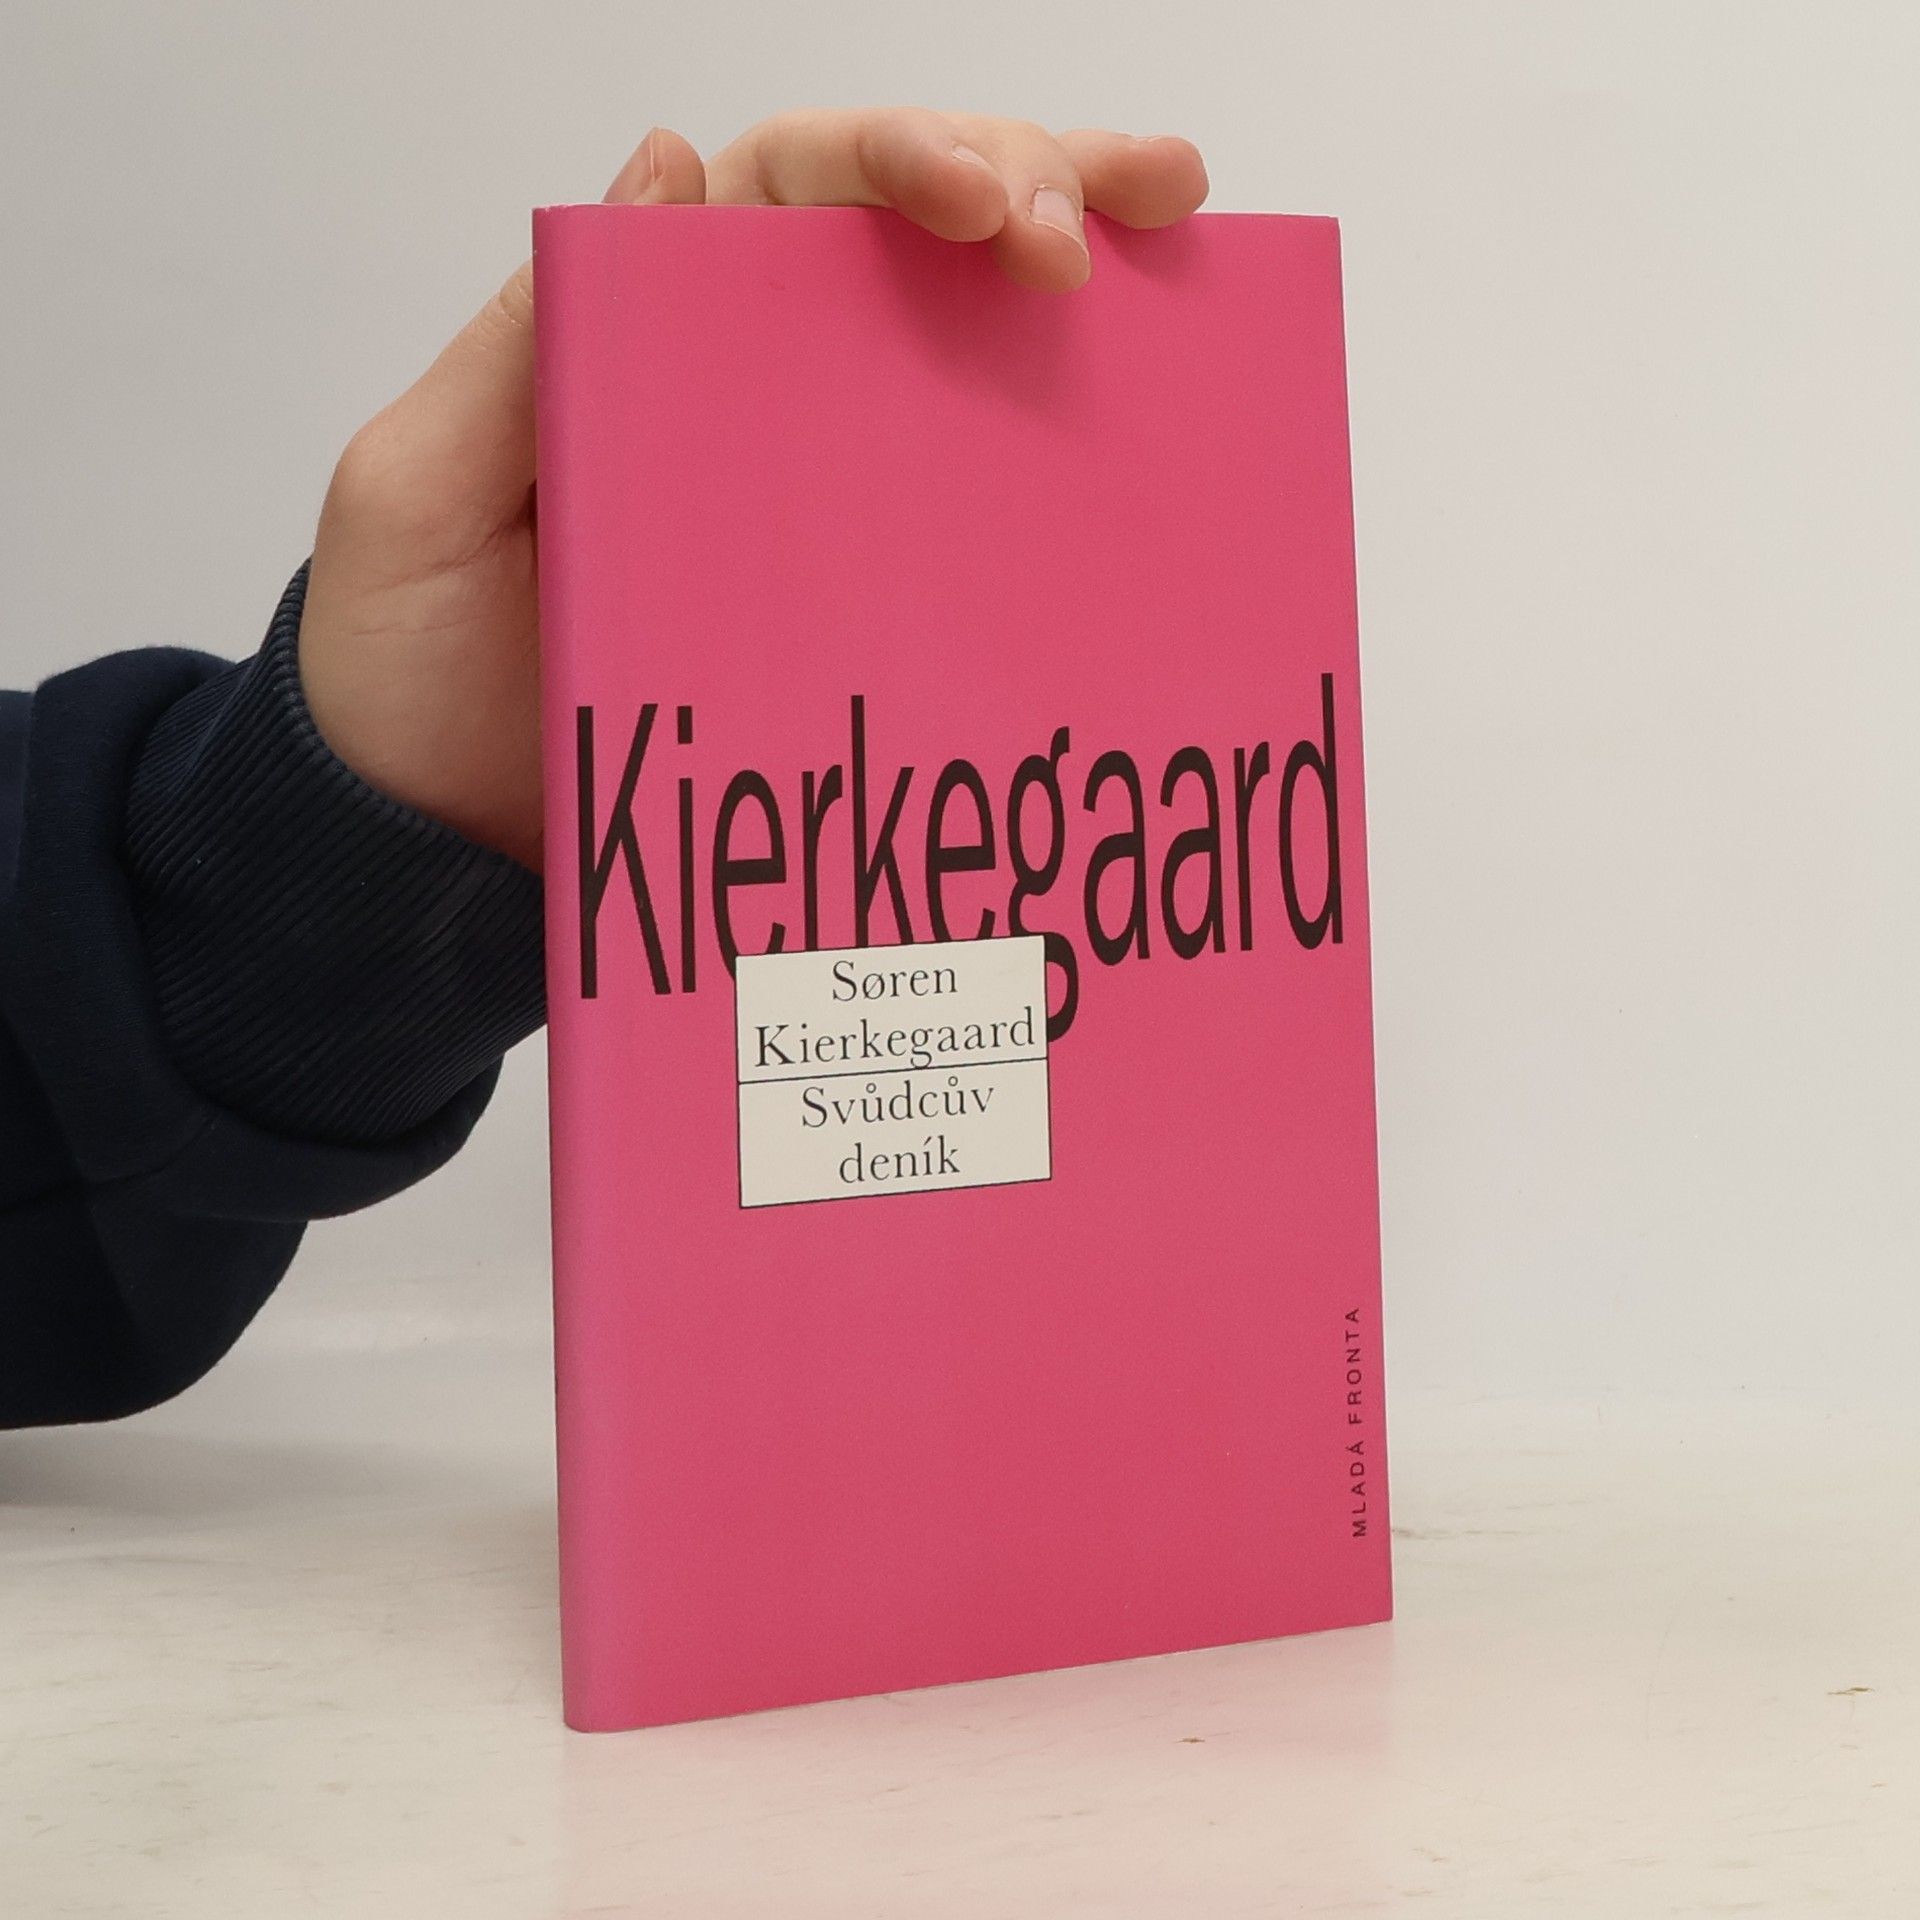 Kierkegaard
Søren
Kierkegaard
Svůdcův
deník
MLADÁ FRONTA